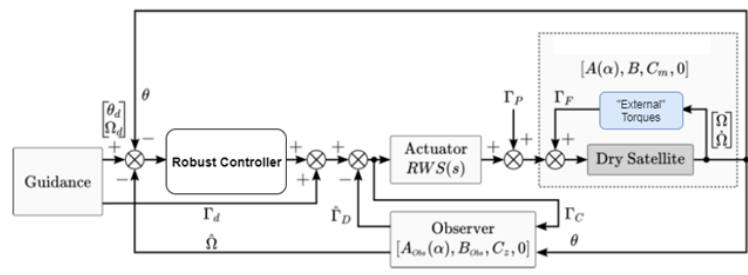 [A(α), B, C_m, 0]
θ
Γ_P
Γ_F
"External"
Torques
[θ_d
Ω_d]
[Ω
Ω̇]
−
+
−
Robust Controller
+
+
+
−
Actuator
RWS(s)
+
+
+
+
Dry Satellite
Guidance
Γ_d
Γ̂_D
Γ_C
Ω̂
Observer
[A_Obs(α), B_Obs, C_z, 0]
θ